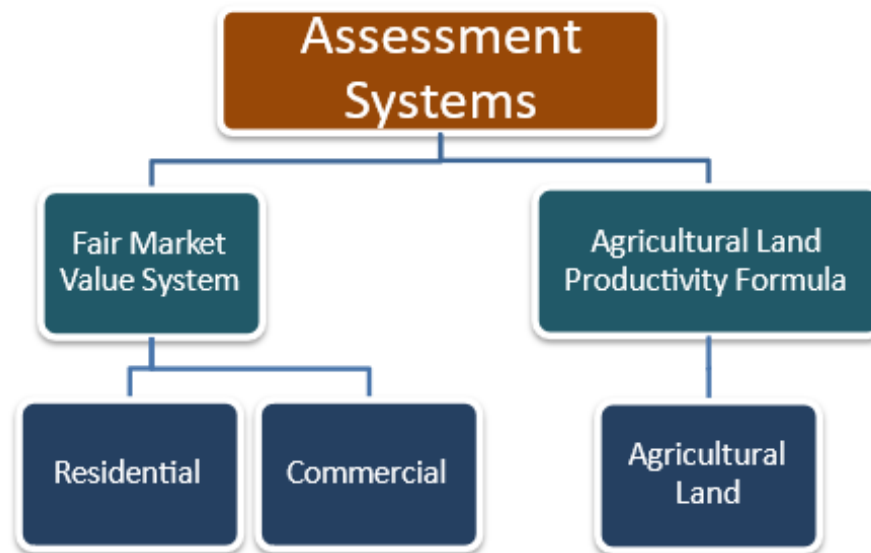 Assessment
Systems
Fair Market
Value System
Agricultural Land
Productivity Formula
Residential
Commercial
Agricultural
Land